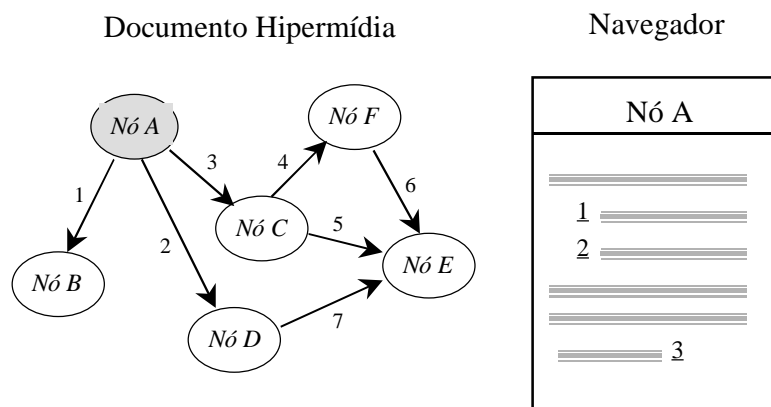 Documento Hipermídia
Navegador
Nó A
Nó F
Nó A
3
4
1
6
1
Nó C
5
2
2
Nó E
Nó B
7
Nó D
3